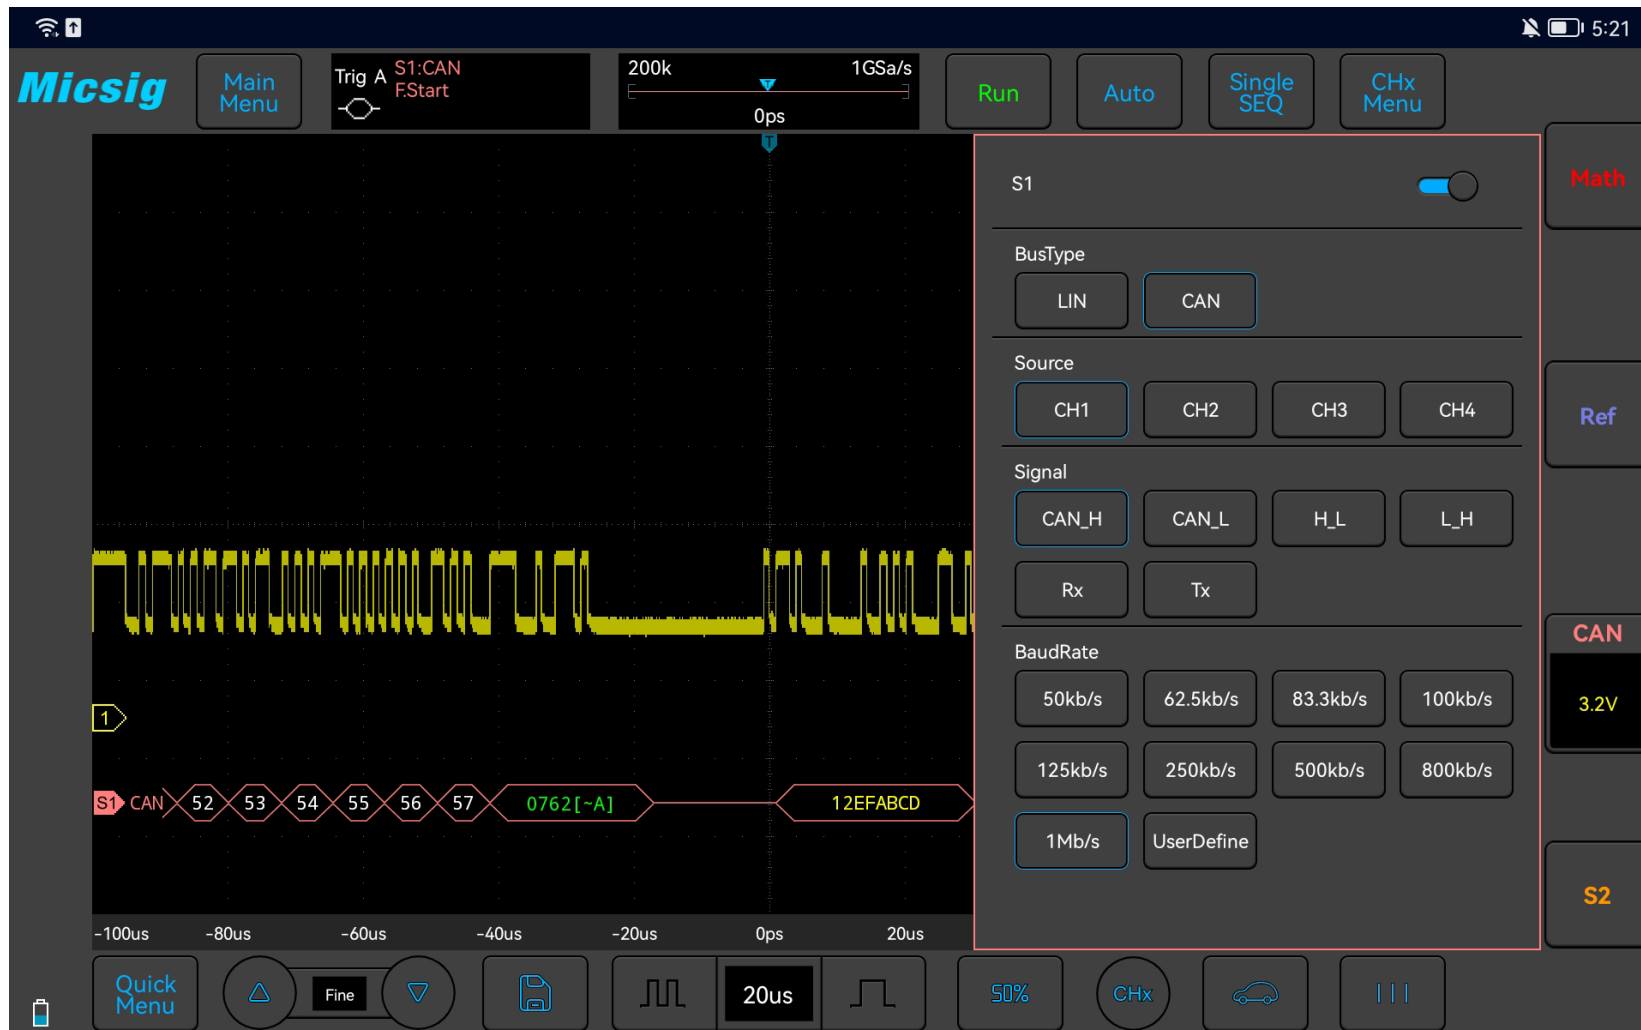 5:21
Micsig
Main Menu
Trig A
S1:CAN
F.Start
200k
1GSa/s
T
0ps
Run
Auto
Single SEQ
CHx Menu
T
S1
Math
BusType
LIN
CAN
Source
CH1
CH2
CH3
CH4
Ref
Signal
CAN_H
CAN_L
H_L
L_H
Rx
Tx
CAN
3.2V
BaudRate
50kb/s
62.5kb/s
83.3kb/s
100kb/s
1
125kb/s
250kb/s
500kb/s
800kb/s
S1 CAN 52 53 54 55 56 57 0762[~A] 12EFABCD
1Mb/s
UserDefine
S2
-100us -80us -60us -40us -20us 0ps 20us
Quick Menu
Fine
20us
50%
CHx